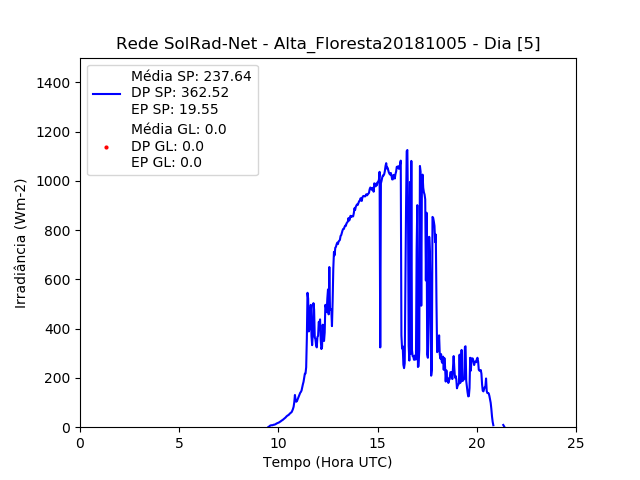 Rede SolRad-Net - Alta_Floresta20181005 - Dia [5]
Média SP: 237.64
DP SP: 362.52
EP SP: 19.55
Média GL: 0.0
DP GL: 0.0
EP GL: 0.0
1400
1200
1000
800
600
400
200
0
Irradiância (Wm-2)
0 5 10 15 20 25
Tempo (Hora UTC)